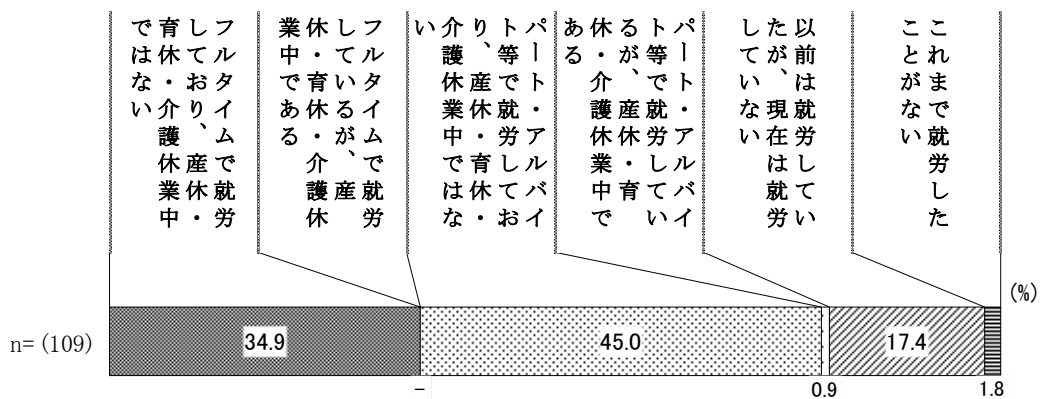 フルタイムで就労
しており、産休・
育休・介護休業中
ではない
フルタイムで就労
しているが、産
休・育休・介護休
業中である
パート・アルバイ
ト等で就労してお
り、産休・育休・
介護休業中ではな
い
パート・アルバイ
ト等で就労してい
るが、産休・育
休・介護休業中で
ある
以前は就労してい
たが、現在は就労
していない
これまで就労した
ことがない
(%)
n= (109) 34.9 45.0 17.4
– 0.9 1.8